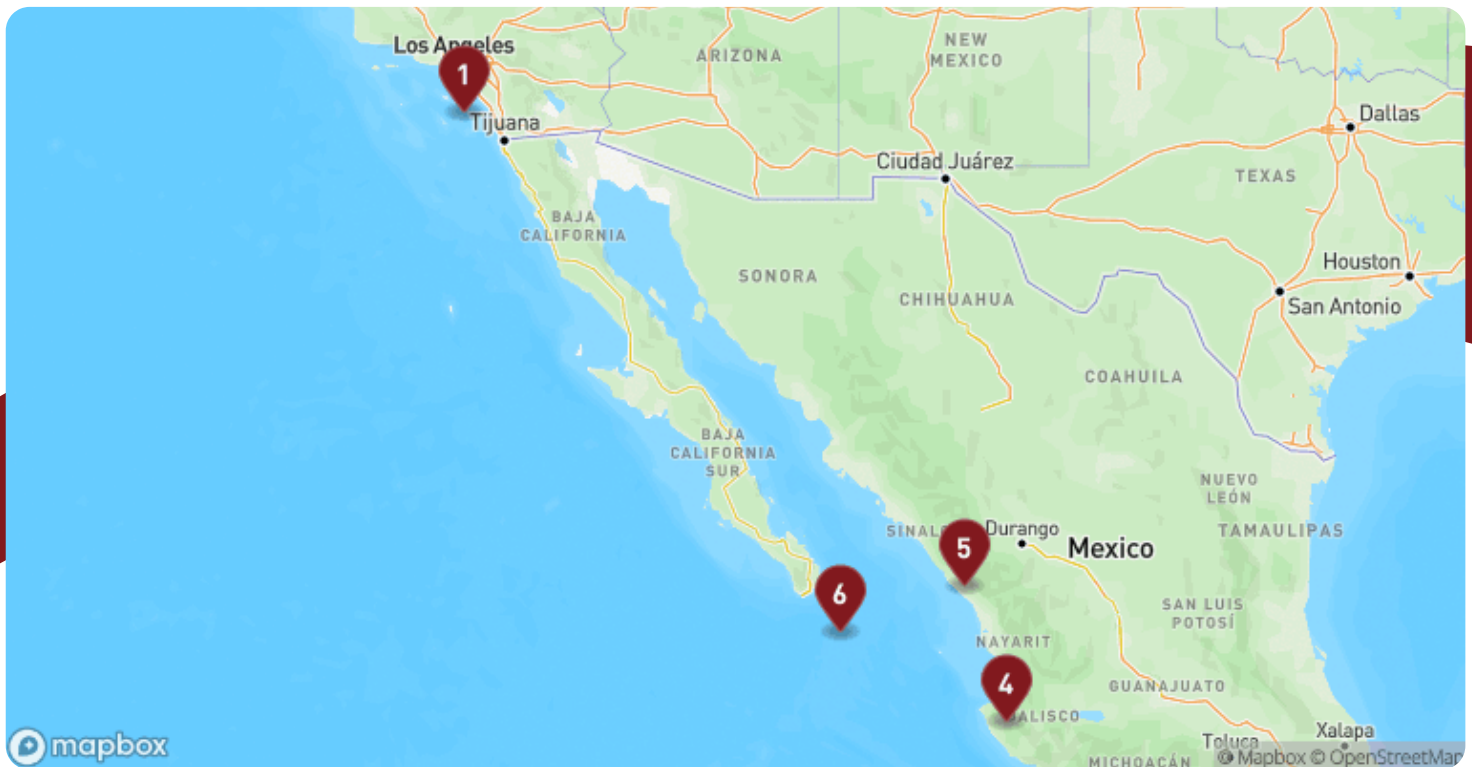 Los Angeles
1
Tijuana
ARIZONA
NEW
MEXICO
Dallas
Ciudad Juárez
TEXAS
BAJA
CALIFORNIA
SONORA
CHIHUAHUA
Houston
San Antonio
COAHUILA
BAJA
CALIFORNIA
SUR
NUEVO
LEÓN
TAMAULIPAS
5
Durango
Mexico
6
SAN LUIS
POTOSÍ
NAYARIT
4
GUANAJUATO
Xalapa
Toluca
MICHOACÁN
mapbox
© Mapbox © OpenStreetMap